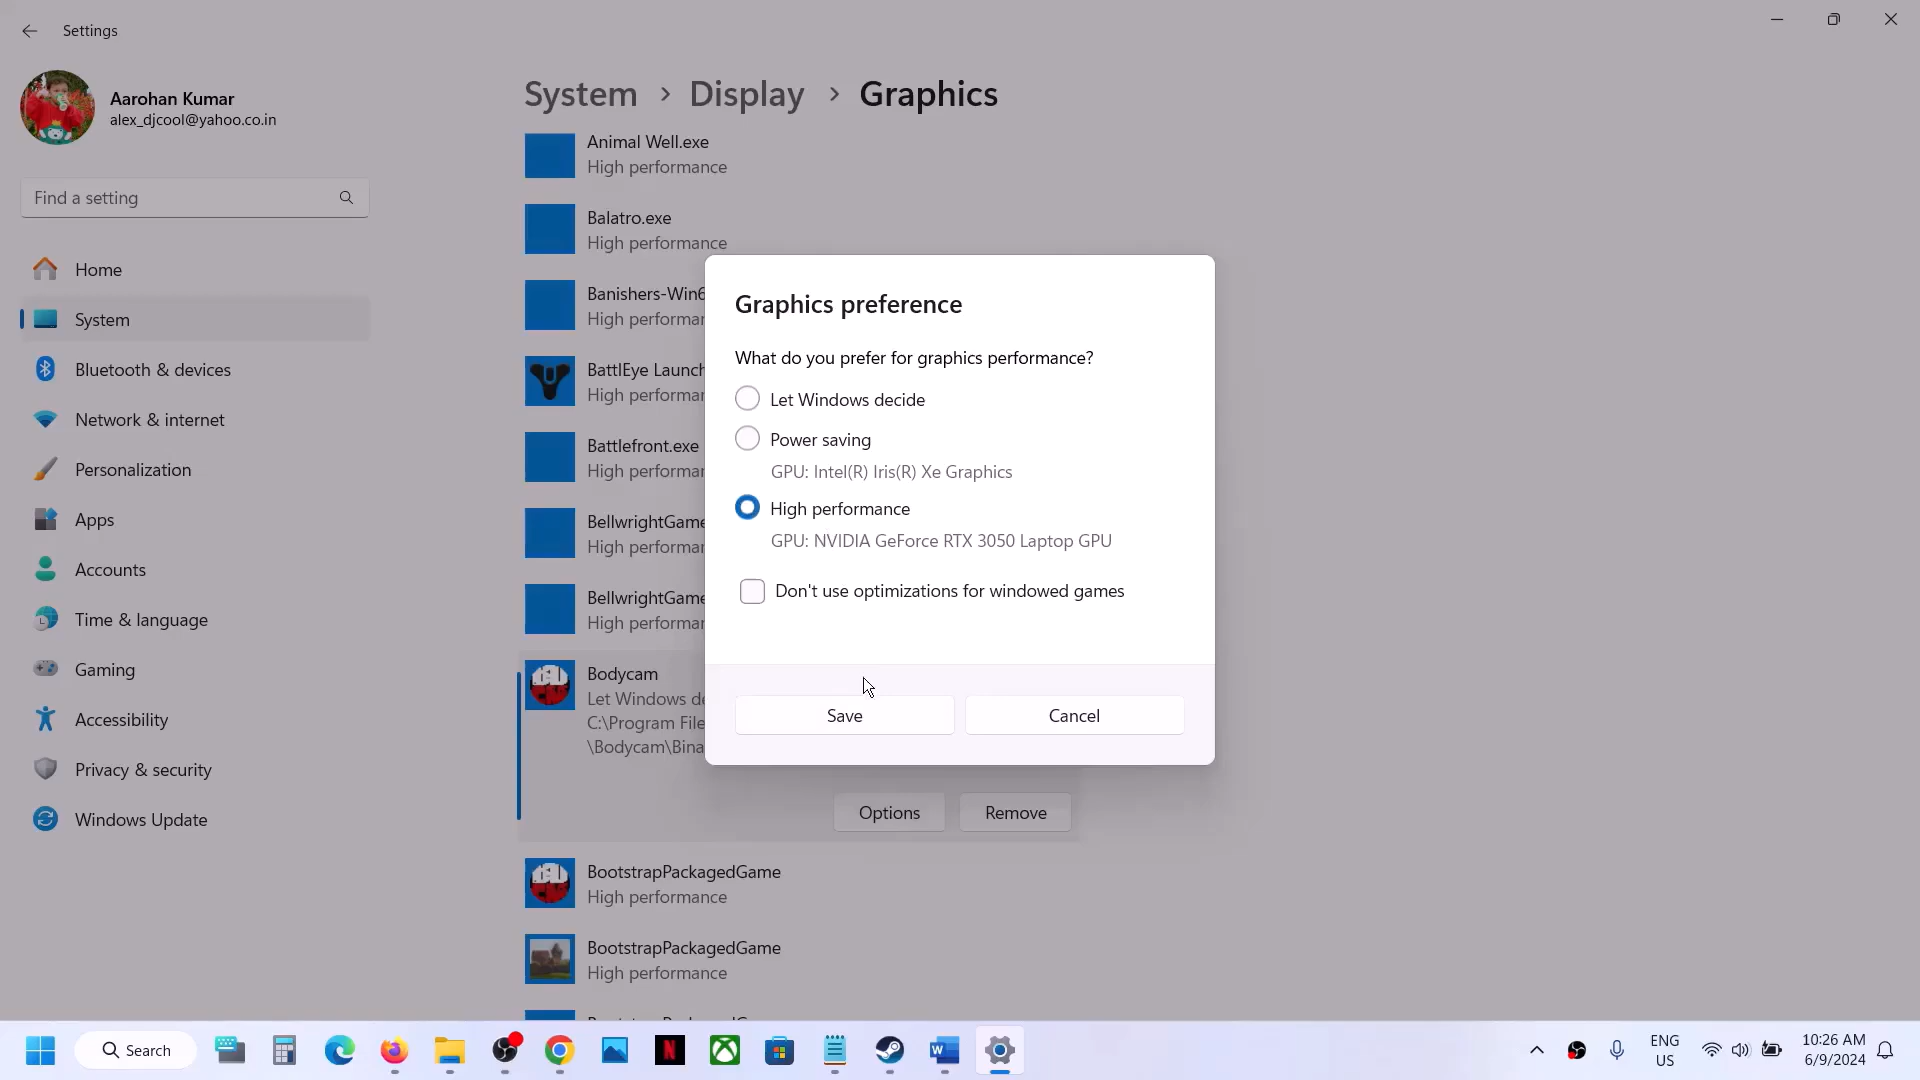 Settings
Aarohan Kumar
alex_djcool@yahoo.co.in
Find a setting
Home
System
Bluetooth & devices
Network & internet
Personalization
Apps
Accounts
Time & language
Gaming
Accessibility
Privacy & security
Windows Update
System > Display > Graphics
Animal Well.exe
High performance
Balatro.exe
High performance
Banishers-Win6
High performan
BattlEye Launch
High performan
Battlefront.exe
High performan
BellwrightGame
High performan
BellwrightGame
High performan
Bodycam
Let Windows de
C:\Program File
\Bodycam\Bina
Options
Remove
BootstrapPackagedGame
High performance
BootstrapPackagedGame
High performance
Graphics preference
What do you prefer for graphics performance?
Let Windows decide
Power saving
GPU: Intel(R) Iris(R) Xe Graphics
High performance
GPU: NVIDIA GeForce RTX 3050 Laptop GPU
Don't use optimizations for windowed games
Save
Cancel
Search
ENG
US
10:26 AM
6/9/2024